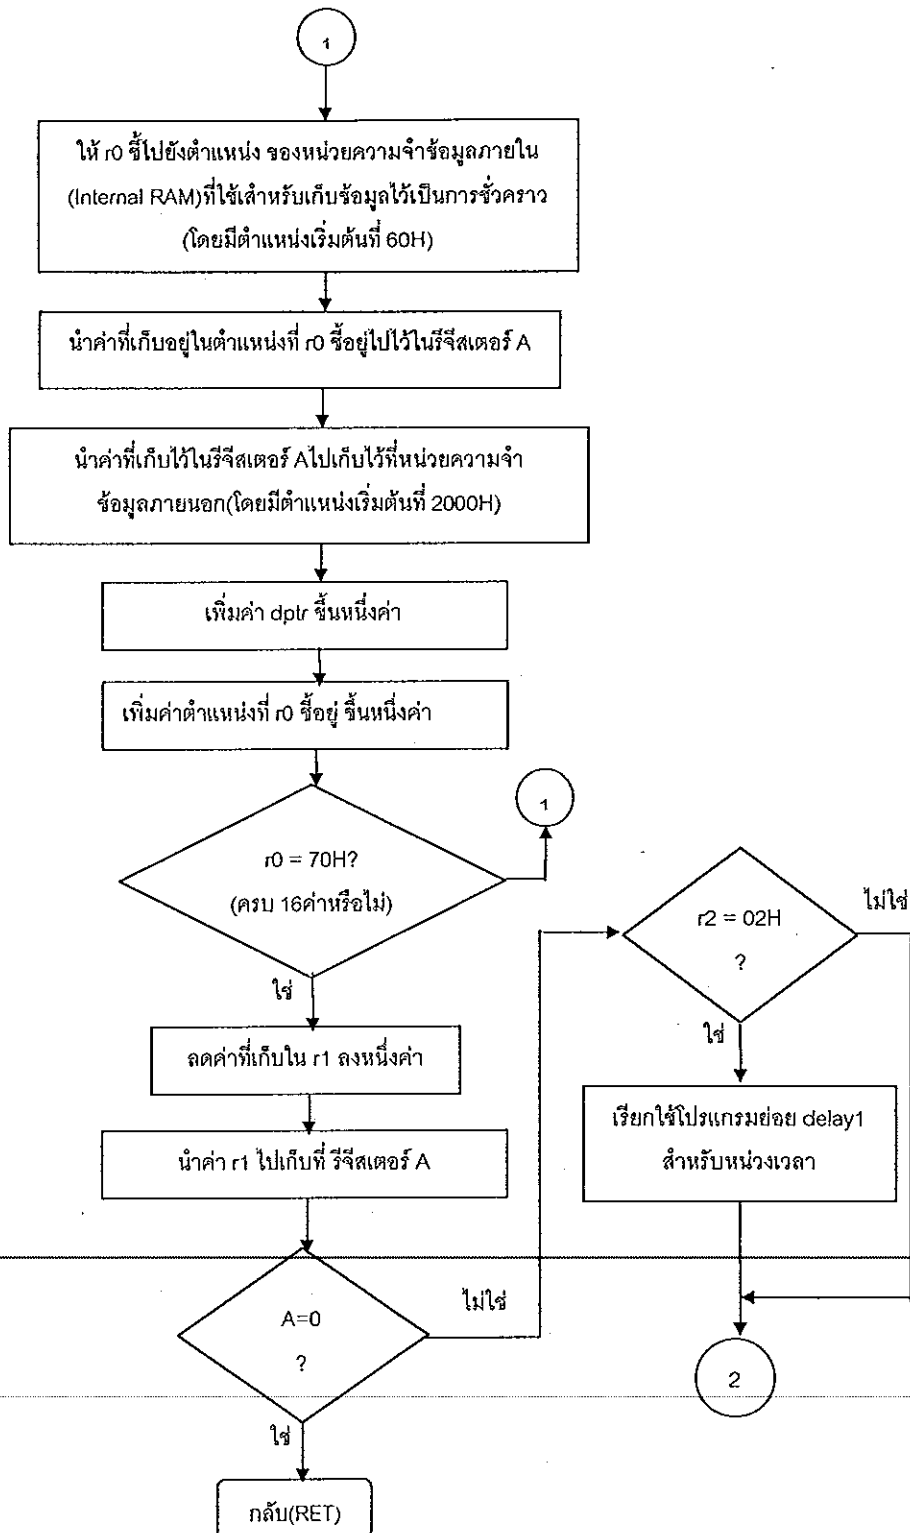 1
ให้ r0 ชี้ไปยังตำแหน่ง ของหน่วยความจำข้อมูลภายใน
(Internal RAM)ที่ใช้สำหรับเก็บข้อมูลไว้เป็นการชั่วคราว
(โดยมีตำแหน่งเริ่มต้นที่ 60H)
นำค่าที่เก็บอยู่ในตำแหน่งที่ r0 ชี้อยู่ไปไว้ในรีจีสเตอร์ A
นำค่าที่เก็บไว้ในรีจีสเตอร์ Aไปเก็บไว้ที่หน่วยความจำ
ข้อมูลภายนอก(โดยมีตำแหน่งเริ่มต้นที่ 2000H)
เพิ่มค่า dptr ขึ้นหนึ่งค่า
เพิ่มค่าตำแหน่งที่ r0 ชี้อยู่ ขึ้นหนึ่งค่า
1
r0 = 70H?
(ครบ 16ค่าหรือไม่)
ใช่
ลดค่าที่เก็บใน r1 ลงหนึ่งค่า
นำค่า r1 ไปเก็บที่ รีจีสเตอร์ A
A=0
?
ไม่ใช่
ใช่
กลับ(RET)
r2 = 02H
?
ไม่ใช่
ใช่
เรียกใช้โปรแกรมย่อย delay1
สำหรับหน่วงเวลา
2